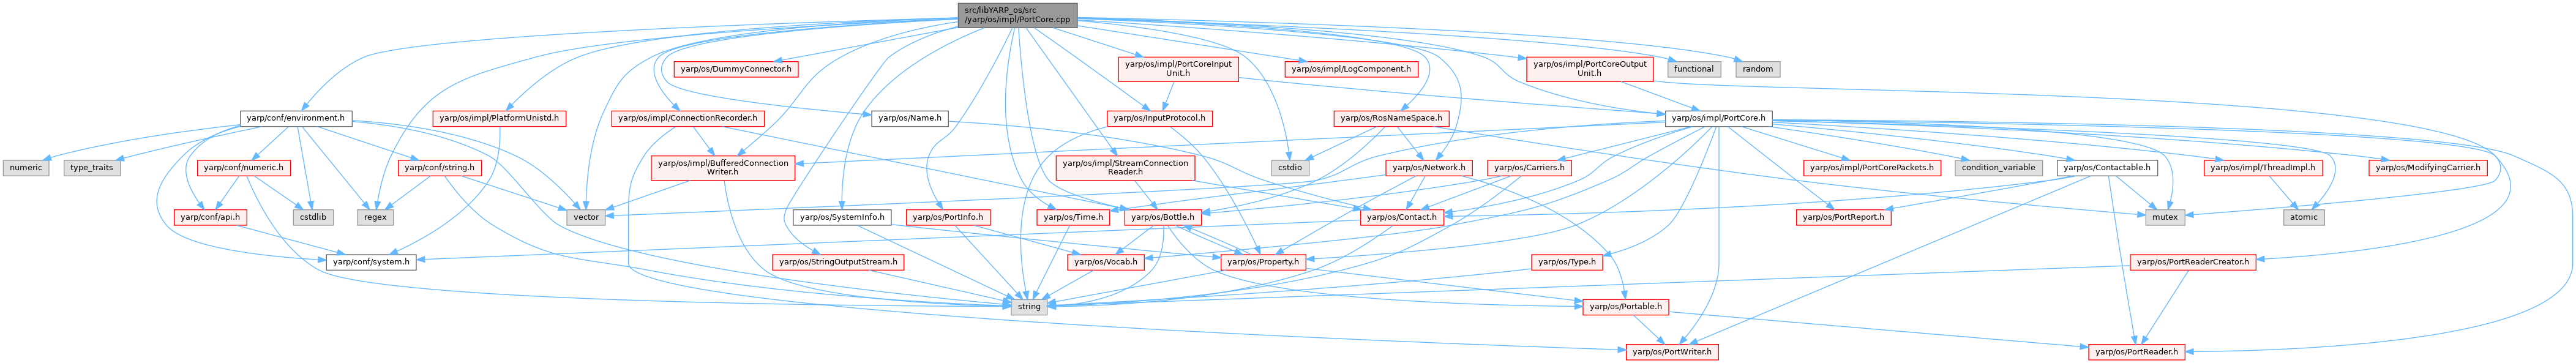 src/libYARP_os/src
/yarp/os/impl/PortCore.cpp
yarp/os/DummyConnector.h
yarp/os/impl/PortCoreInput
Unit.h
yarp/os/impl/LogComponent.h
yarp/os/impl/PortCoreOutput
Unit.h
functional
random
yarp/conf/environment.h
yarp/os/impl/PlatformUnistd.h
yarp/os/impl/ConnectionRecorder.h
yarp/os/Name.h
yarp/os/InputProtocol.h
yarp/os/RosNameSpace.h
yarp/os/impl/PortCore.h
numeric
type_traits
yarp/conf/numeric.h
yarp/conf/string.h
yarp/os/impl/BufferedConnection
Writer.h
yarp/os/impl/StreamConnection
Reader.h
cstdio
yarp/os/Network.h
yarp/os/Carriers.h
yarp/os/impl/PortCorePackets.h
condition_variable
yarp/os/Contactable.h
yarp/os/impl/ThreadImpl.h
yarp/os/ModifyingCarrier.h
yarp/conf/api.h
cstdlib
regex
vector
yarp/os/SystemInfo.h
yarp/os/PortInfo.h
yarp/os/Time.h
yarp/os/Bottle.h
yarp/os/Contact.h
yarp/os/PortReport.h
mutex
atomic
yarp/conf/system.h
yarp/os/StringOutputStream.h
yarp/os/Vocab.h
yarp/os/Property.h
yarp/os/Type.h
yarp/os/PortReaderCreator.h
string
yarp/os/Portable.h
yarp/os/PortWriter.h
yarp/os/PortReader.h